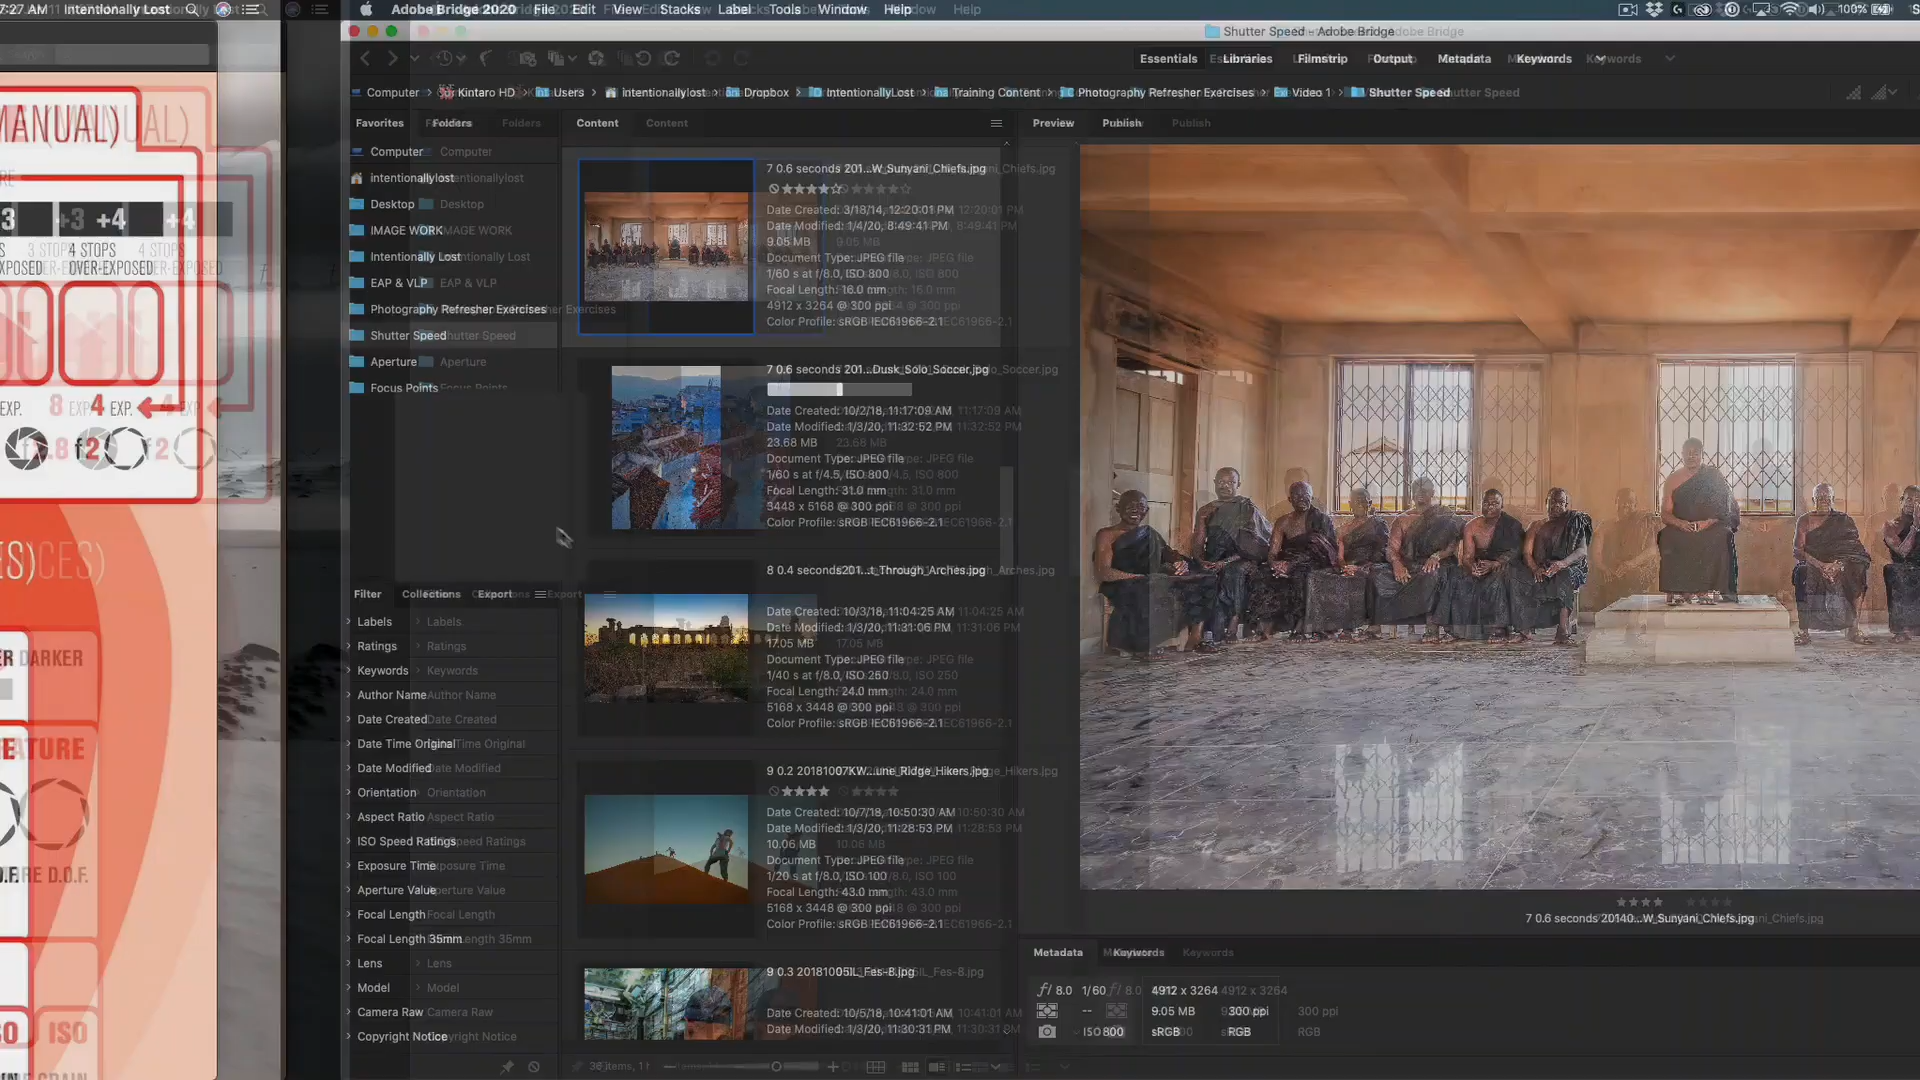 7:27 AM Intentionally Lost
Adobe Bridge 2020 File Edit View Stacks Label Tools Window Help
100%
Shutter Speed - Adobe Bridge
Essentials Libraries Filmstrip Output Metadata Keywords
Computer Kintaro HD Users intentionallylost Dropbox IntentionallyLost Training Content Photography Refresher Exercises Video 1 Shutter Speed
Favorites Folders
Content
Preview Publish
Computer
intentionallylost
Desktop
IMAGE WORK
Intentionally Lost
EAP & VLP
Photography Refresher Exercises
Shutter Speed
Aperture
Focus Points
Filter Collections Export
Labels
Ratings
Keywords
Author Name
Date Created
Date Time Original
Date Modified
Orientation
Aspect Ratio
ISO Speed Ratings
Exposure Time
Aperture Value
Focal Length
Focal Length 35mm
Lens
Model
Camera Raw
Copyright Notice
7 0.6 seconds 201...W_Sunyani_Chiefs.jpg
Date Created: 3/18/14, 12:20:01 PM
Date Modified: 1/4/20, 8:49:41 PM
9.05 MB
Document Type: JPEG file
1/60 s at f/8.0, ISO 800
Focal Length: 16.0 mm
4912 x 3264 @ 300 ppi
Color Profile: sRGB IEC61966-2.1
7 0.6 seconds 201...Dusk_Solo_Soccer.jpg
Date Created: 10/2/18, 11:17:09 AM
Date Modified: 1/3/20, 11:32:52 PM
23.68 MB
Document Type: JPEG file
1/60 s at f/4.5, ISO 800
Focal Length: 31.0 mm
3448 x 5168 @ 300 ppi
Color Profile: sRGB IEC61966-2.1
8 0.4 seconds 201...t_Through_Arches.jpg
Date Created: 10/3/18, 11:04:25 AM
Date Modified: 1/3/20, 11:31:06 PM
17.05 MB
Document Type: JPEG file
1/40 s at f/8.0, ISO 250
Focal Length: 24.0 mm
5168 x 3448 @ 300 ppi
Color Profile: sRGB IEC61966-2.1
9 0.2 20181007KW...une_Ridge_Hikers.jpg
Date Created: 10/7/18, 10:50:30 AM
Date Modified: 1/3/20, 11:28:53 PM
10.06 MB
Document Type: JPEG file
1/20 s at f/8.0, ISO 100
Focal Length: 43.0 mm
5168 x 3448 @ 300 ppi
Color Profile: sRGB IEC61966-2.1
9 0.3 20181005IL_Fes-8.jpg
Date Created: 10/5/18, 10:41:01 AM
Date Modified: 1/3/20, 11:30:31 PM
7 0.6 seconds 20140...W_Sunyani_Chiefs.jpg
Metadata Keywords
f/ 8.0 1/60 4912 x 3264
-- 9.05 MB 300 ppi
ISO 800 sRGB RGB
MANUAL)
+3 +4
4 STOPS
OVER-EXPOSED
8 EXP. 4 EXP.
f2
DARKER
D.O.F.
ISO
GRAIN